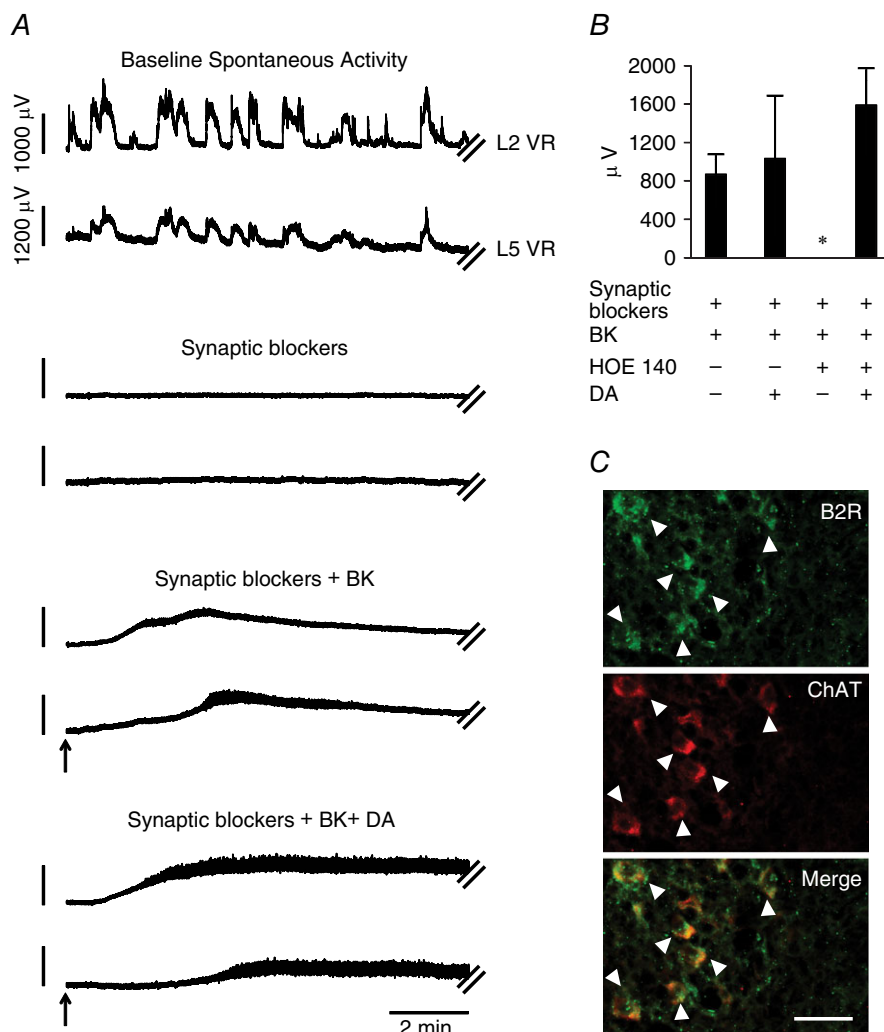 A
Baseline Spontaneous Activity
1000 µV
L2 VR
1200 µV
L5 VR
Synaptic blockers
Synaptic blockers + BK
Synaptic blockers + BK+ DA
2 min
B
2000
1600
1200
800
400
0
µ V
*
Synaptic
blockers + + + +
BK + + + +
HOE 140 – – + +
DA – + – +
C
B2R
ChAT
Merge